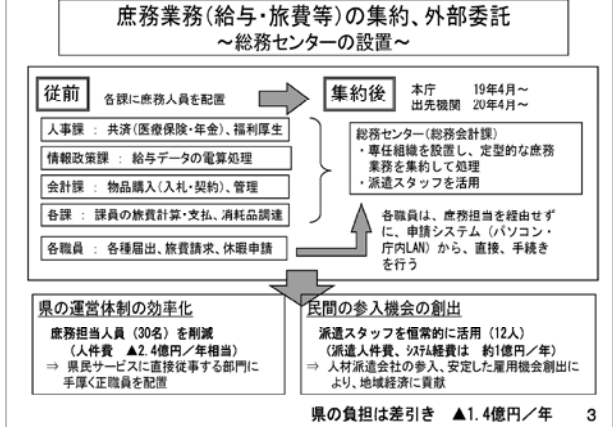 庶務業務(給与・旅費等)の集約、外部委託
～総務センターの設置～
従前
各課に庶務人員を配置
集約後
本庁 19年4月～
出先機関 20年4月～
人事課 : 共済(医療保険・年金)、福利厚生
情報政策課 : 給与データの電算処理
会計課 : 物品購入(入札・契約)、管理
各課 : 課員の旅費計算・支払、消耗品調達
各職員 : 各種届出、旅費請求、休暇申請
総務センター(総務会計課)
・専任組織を設置し、定型的な庶務
業務を集約して処理
・派遣スタッフを活用
各職員は、庶務担当を経由せず
に、申請システム(パソコン・
庁内LAN)から、直接、手続き
を行う
県の運営体制の効率化
庶務担当人員(30名)を削減
(人件費 ▲2.4億円/年相当)
⇒ 県民サービスに直接従事する部門に
手厚く正職員を配置
民間の参入機会の創出
派遣スタッフを恒常的に活用(12人)
(派遣人件費、ｼｽﾃﾑ経費は 約1億円/年)
⇒ 人材派遣会社の参入、安定した雇用機会創出に
より、地域経済に貢献
県の負担は差引き ▲1.4億円/年
3